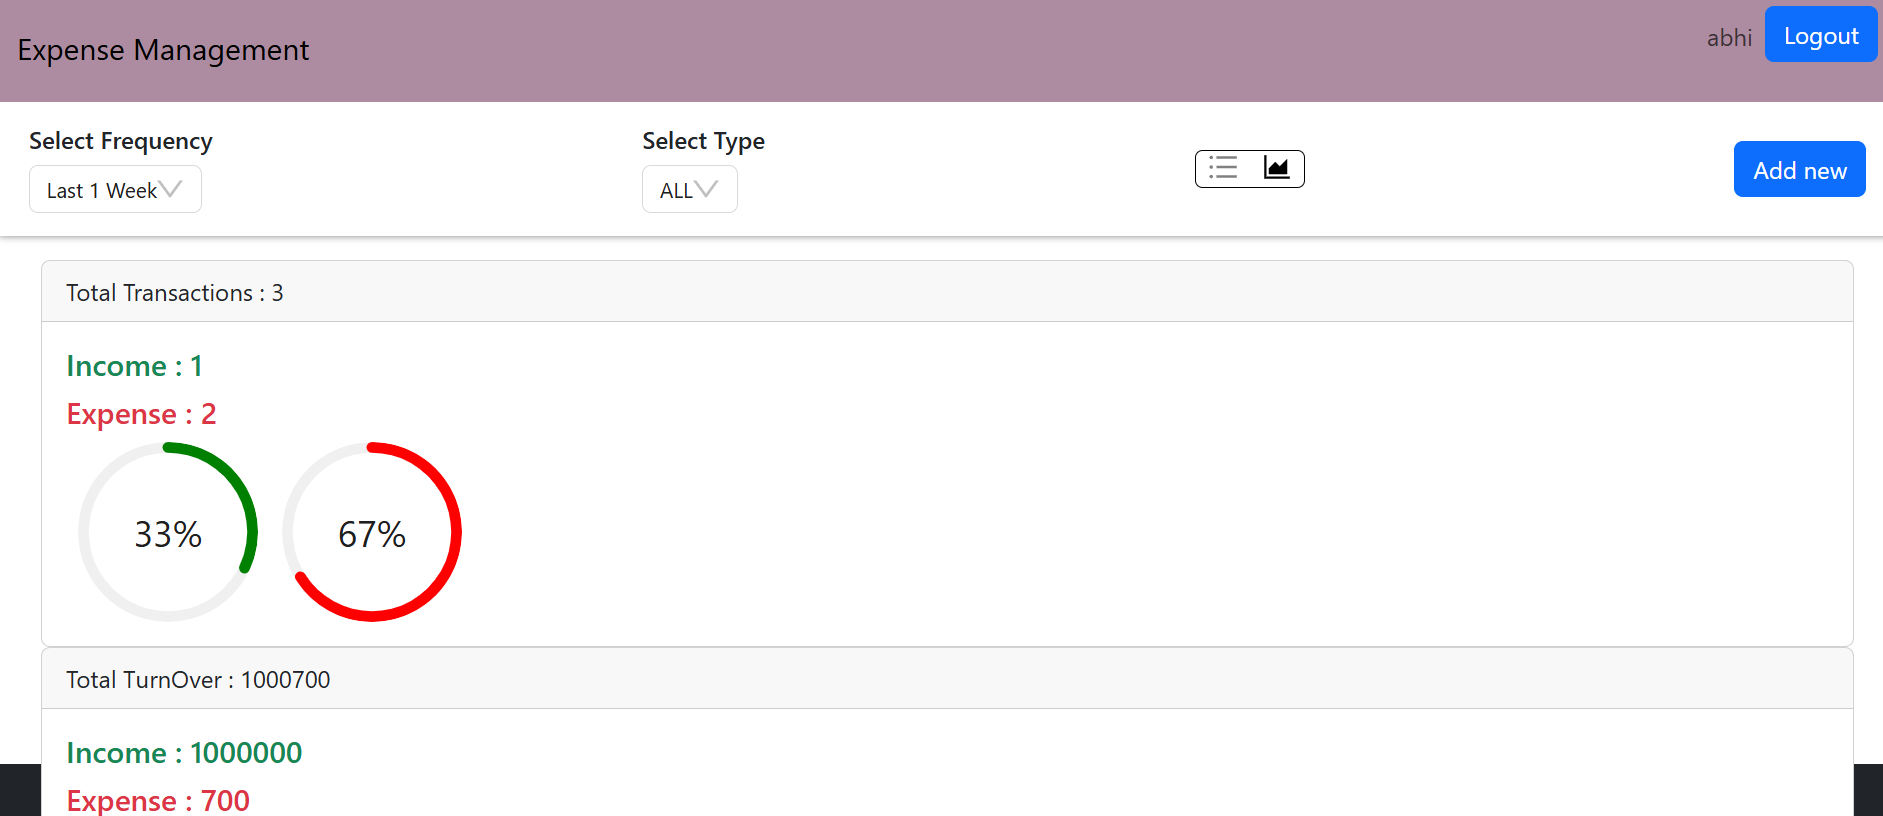 Expense Management
abhi
Logout
Select Frequency
Select Type
Last 1 Week
ALL
Add new
Total Transactions : 3
Income : 1
Expense : 2
33%
67%
Total TurnOver : 1000700
Income : 1000000
Expense : 700